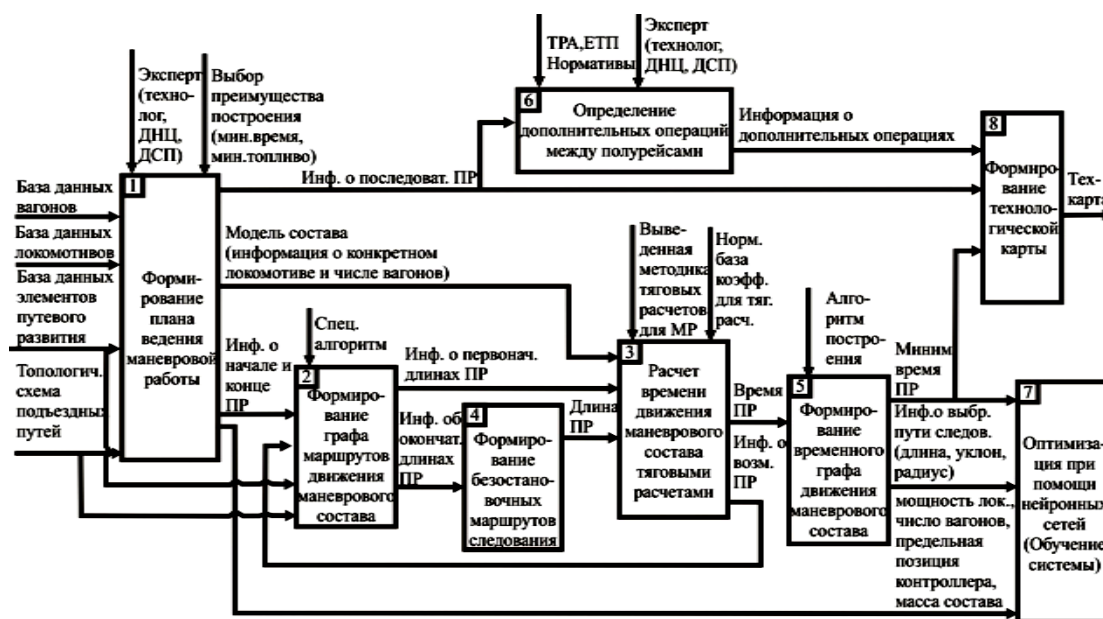 ТРА,ЕТП
Нормативы
Эксперт
(технолог,
ДНЦ, ДСП)
Эксперт
(техно-
лог,
ДНЦ,
ДСП)
Выбор
преимущества
построения
(мин.время,
мин.топливо)
6
Определение
дополнительных операций
между полурейсами
Информация о
дополнительных операциях
8
Формиро-
вание
техноло-
гической
карты
Тех-
карта
База данных
вагонов
База данных
локомотивов
База данных
элементов
путевого
развития
Топологич.
схема
подъездных
путей
1
Формии-
рование
плана
ведения
маневровой
работы
Инф. о последоват. ПР
Модель состава
(информация о конкретном
локомотиве и числе вагонов)
Инф. о
начале и
конце
ПР
Спец.
алгоритм
2
Формиро-
вание
графа
маршрутов
движения
маневрового
состава
Инф. о первонач.
длинах ПР
Инф. об
окончат.
длинах
ПР
4
Формиро-
вание
безостано-
вочных
маршрутов
следования
Длина
ПР
Выве-
денная
методика
тяговых
расчетов
для МР
Норм.
база
коэфф.
для тяг.
расч.
3
Расчет
времени
движения
маневрового
состава
тяговыми
расчетами
Время
ПР
Инф. о
возм.
ПР
Алго-
ритм
построе-
ния
5
Формиро-
вание
временного
графа
движения
маневрового
состава
Миним.
время
ПР
Инф.о выбр.
пути следов.
(длина, уклон,
радиус)
мощность лок.,
число вагонов,
предельная
позиция
контроллера,
масса состава
7
Оптимиза-
ция при
помощи
нейронных
сетей
(Обучение
системы)